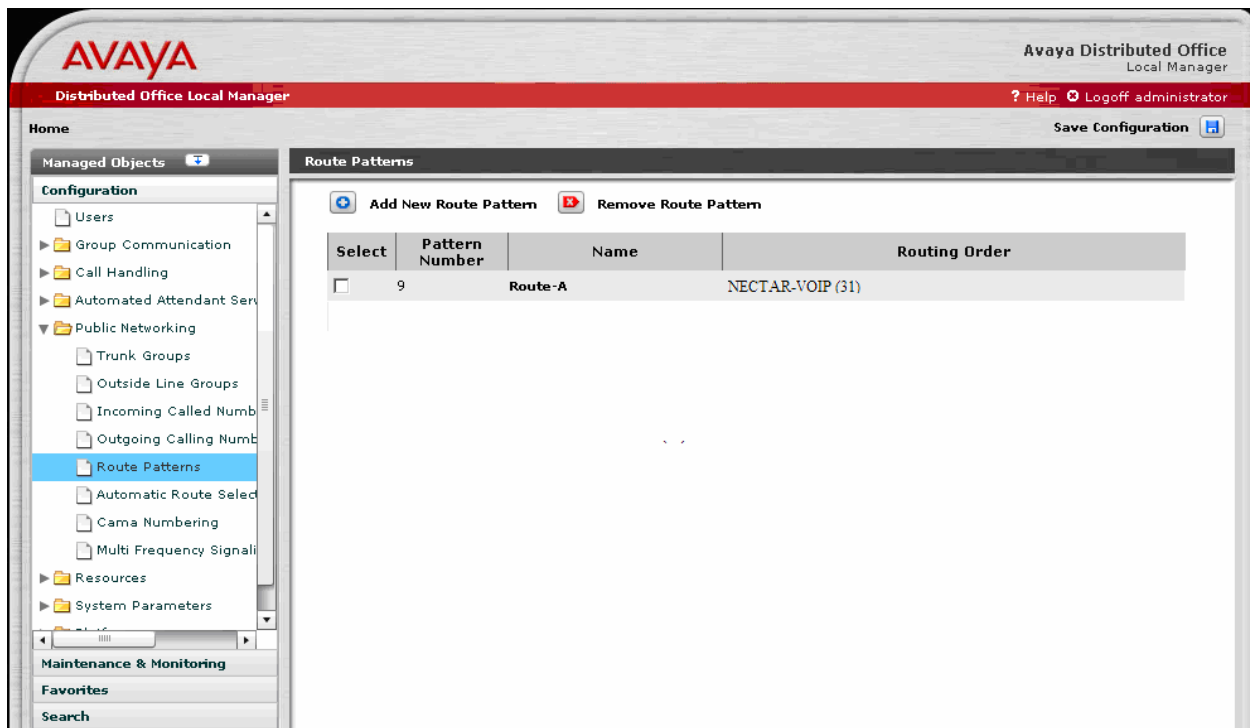 AVAYA
Avaya Distributed Office
Local Manager
Distributed Office Local Manager
? Help Logoff administrator
Home
Save Configuration
Managed Objects
Route Patterns
Configuration
Users
Group Communication
Call Handling
Automated Attendant Serv
Public Networking
Trunk Groups
Outside Line Groups
Incoming Called Numb
Outgoing Calling Numb
Route Patterns
Automatic Route Select
Cama Numbering
Multi Frequency Signali
Resources
System Parameters
Maintenance & Monitoring
Favorites
Search
Add New Route Pattern Remove Route Pattern
Select Pattern Number Name Routing Order
9 Route-A NECTAR-VOIP (31)